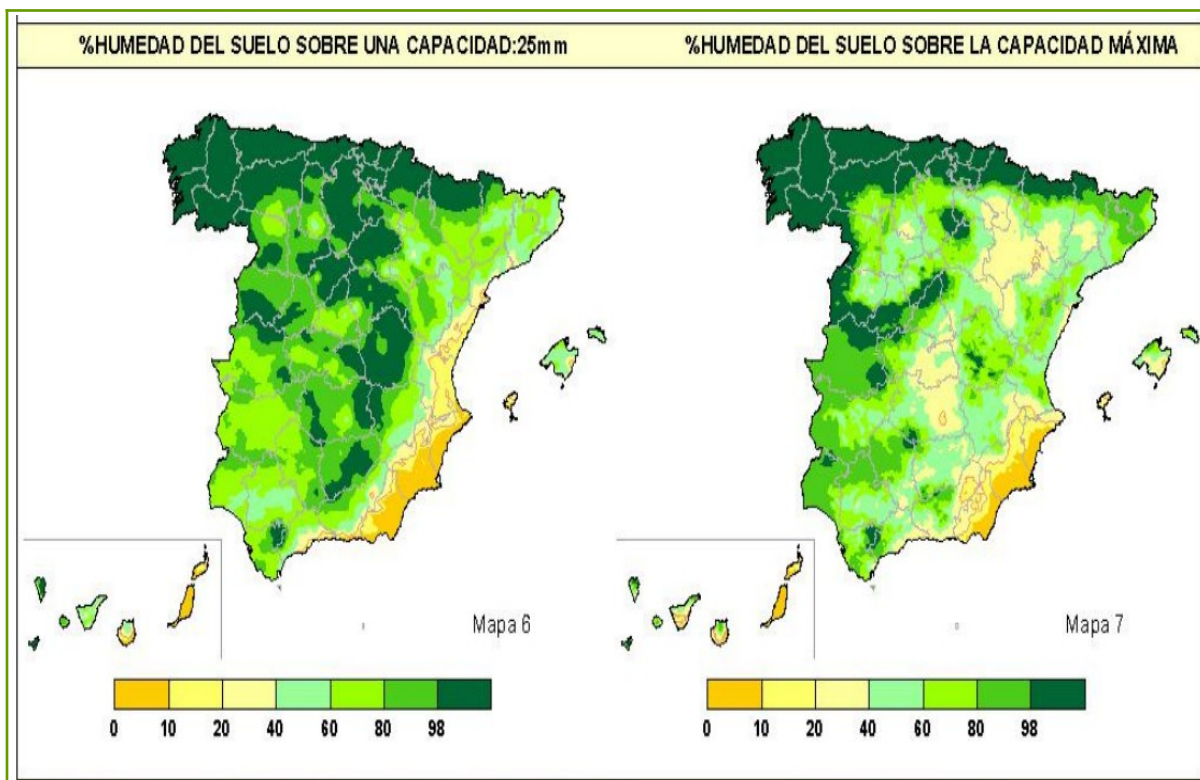 %HUMEDAD DEL SUELO SOBRE UNA CAPACIDAD:25mm
%HUMEDAD DEL SUELO SOBRE LA CAPACIDAD MÁXIMA
Mapa 6
Mapa 7
0 10 20 40 60 80 98
0 10 20 40 60 80 98